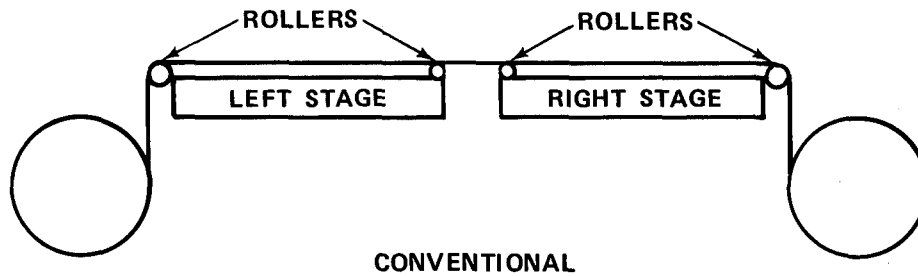 ROLLERS ROLLERS
LEFT STAGE RIGHT STAGE
CONVENTIONAL